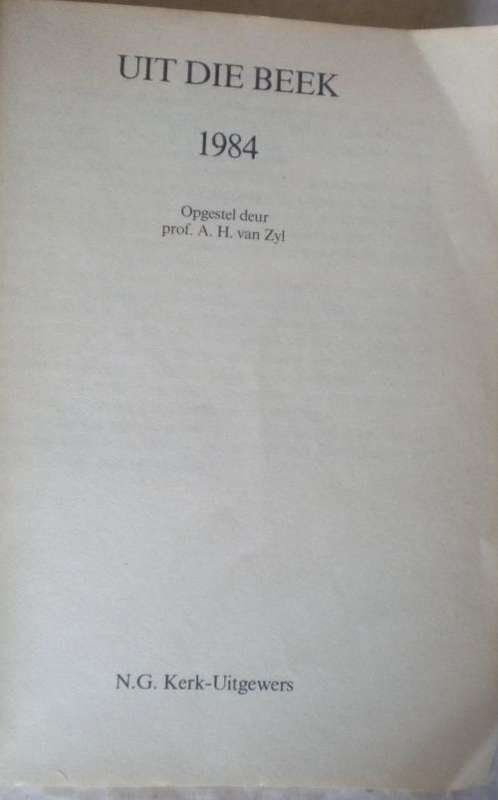 UIT DIE BEEK
1984
Opgestel deur
prof. A. H. van Zyl
N.G. Kerk-Uitgewers